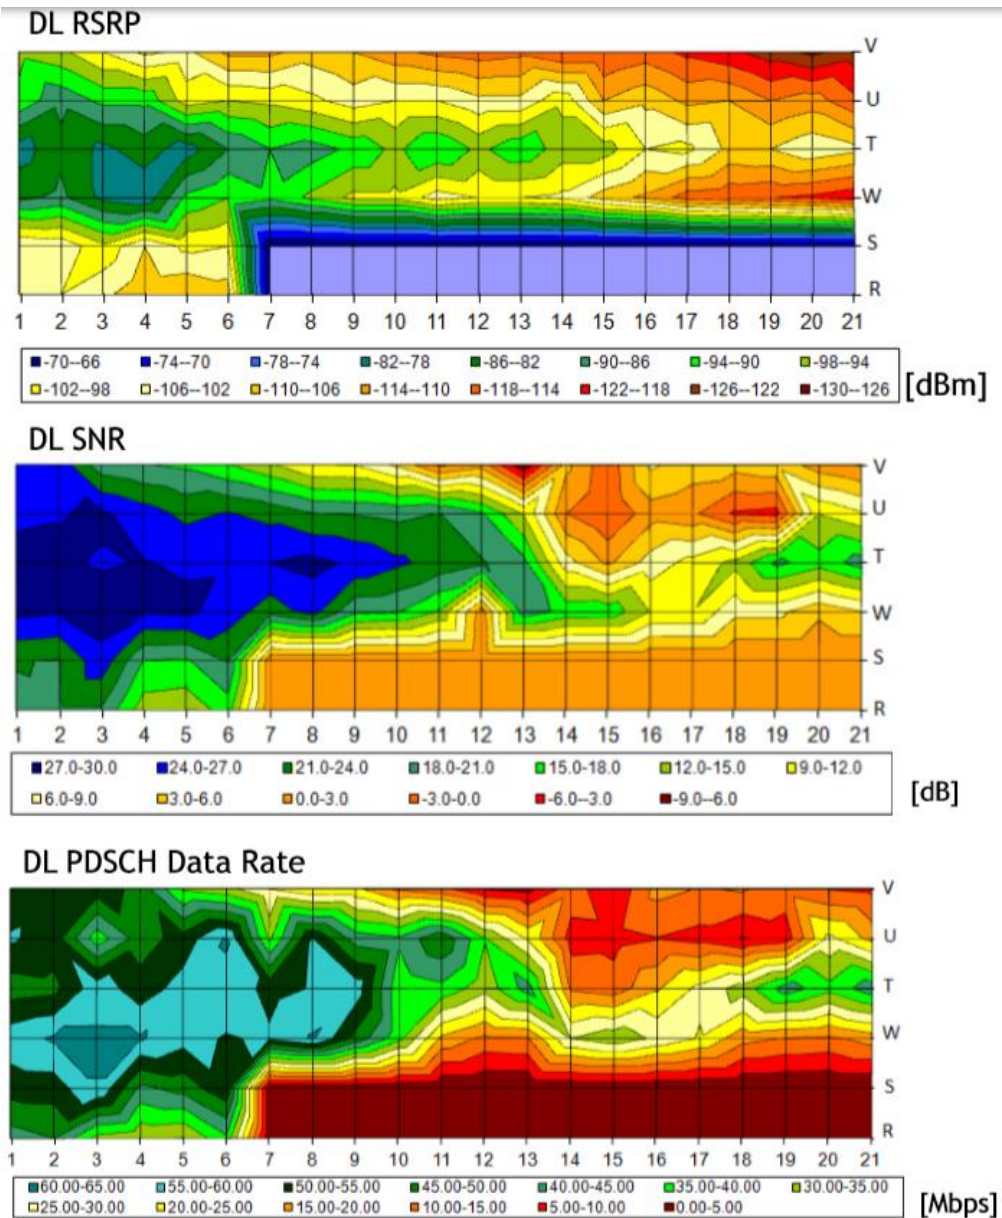 DL RSRP
V
U
T
W
S
R
1 2 3 4 5 6 7 8 9 10 11 12 13 14 15 16 17 18 19 20 21
-70--66 -74--70 -78--74 -82--78 -86--82 -90--86 -94--90 -98--94
-102--98 -106--102 -110--106 -114--110 -118--114 -122--118 -126--122 -130--126
[dBm]
DL SNR
V
U
T
W
S
R
1 2 3 4 5 6 7 8 9 10 11 12 13 14 15 16 17 18 19 20 21
27.0-30.0 24.0-27.0 21.0-24.0 18.0-21.0 15.0-18.0 12.0-15.0 9.0-12.0
6.0-9.0 3.0-6.0 0.0-3.0 -3.0-0.0 -6.0--3.0 -9.0--6.0
[dB]
DL PDSCH Data Rate
V
U
T
W
S
R
1 2 3 4 5 6 7 8 9 10 11 12 13 14 15 16 17 18 19 20 21
60.00-65.00 55.00-60.00 50.00-55.00 45.00-50.00 40.00-45.00 35.00-40.00 30.00-35.00
25.00-30.00 20.00-25.00 15.00-20.00 10.00-15.00 5.00-10.00 0.00-5.00
[Mbps]